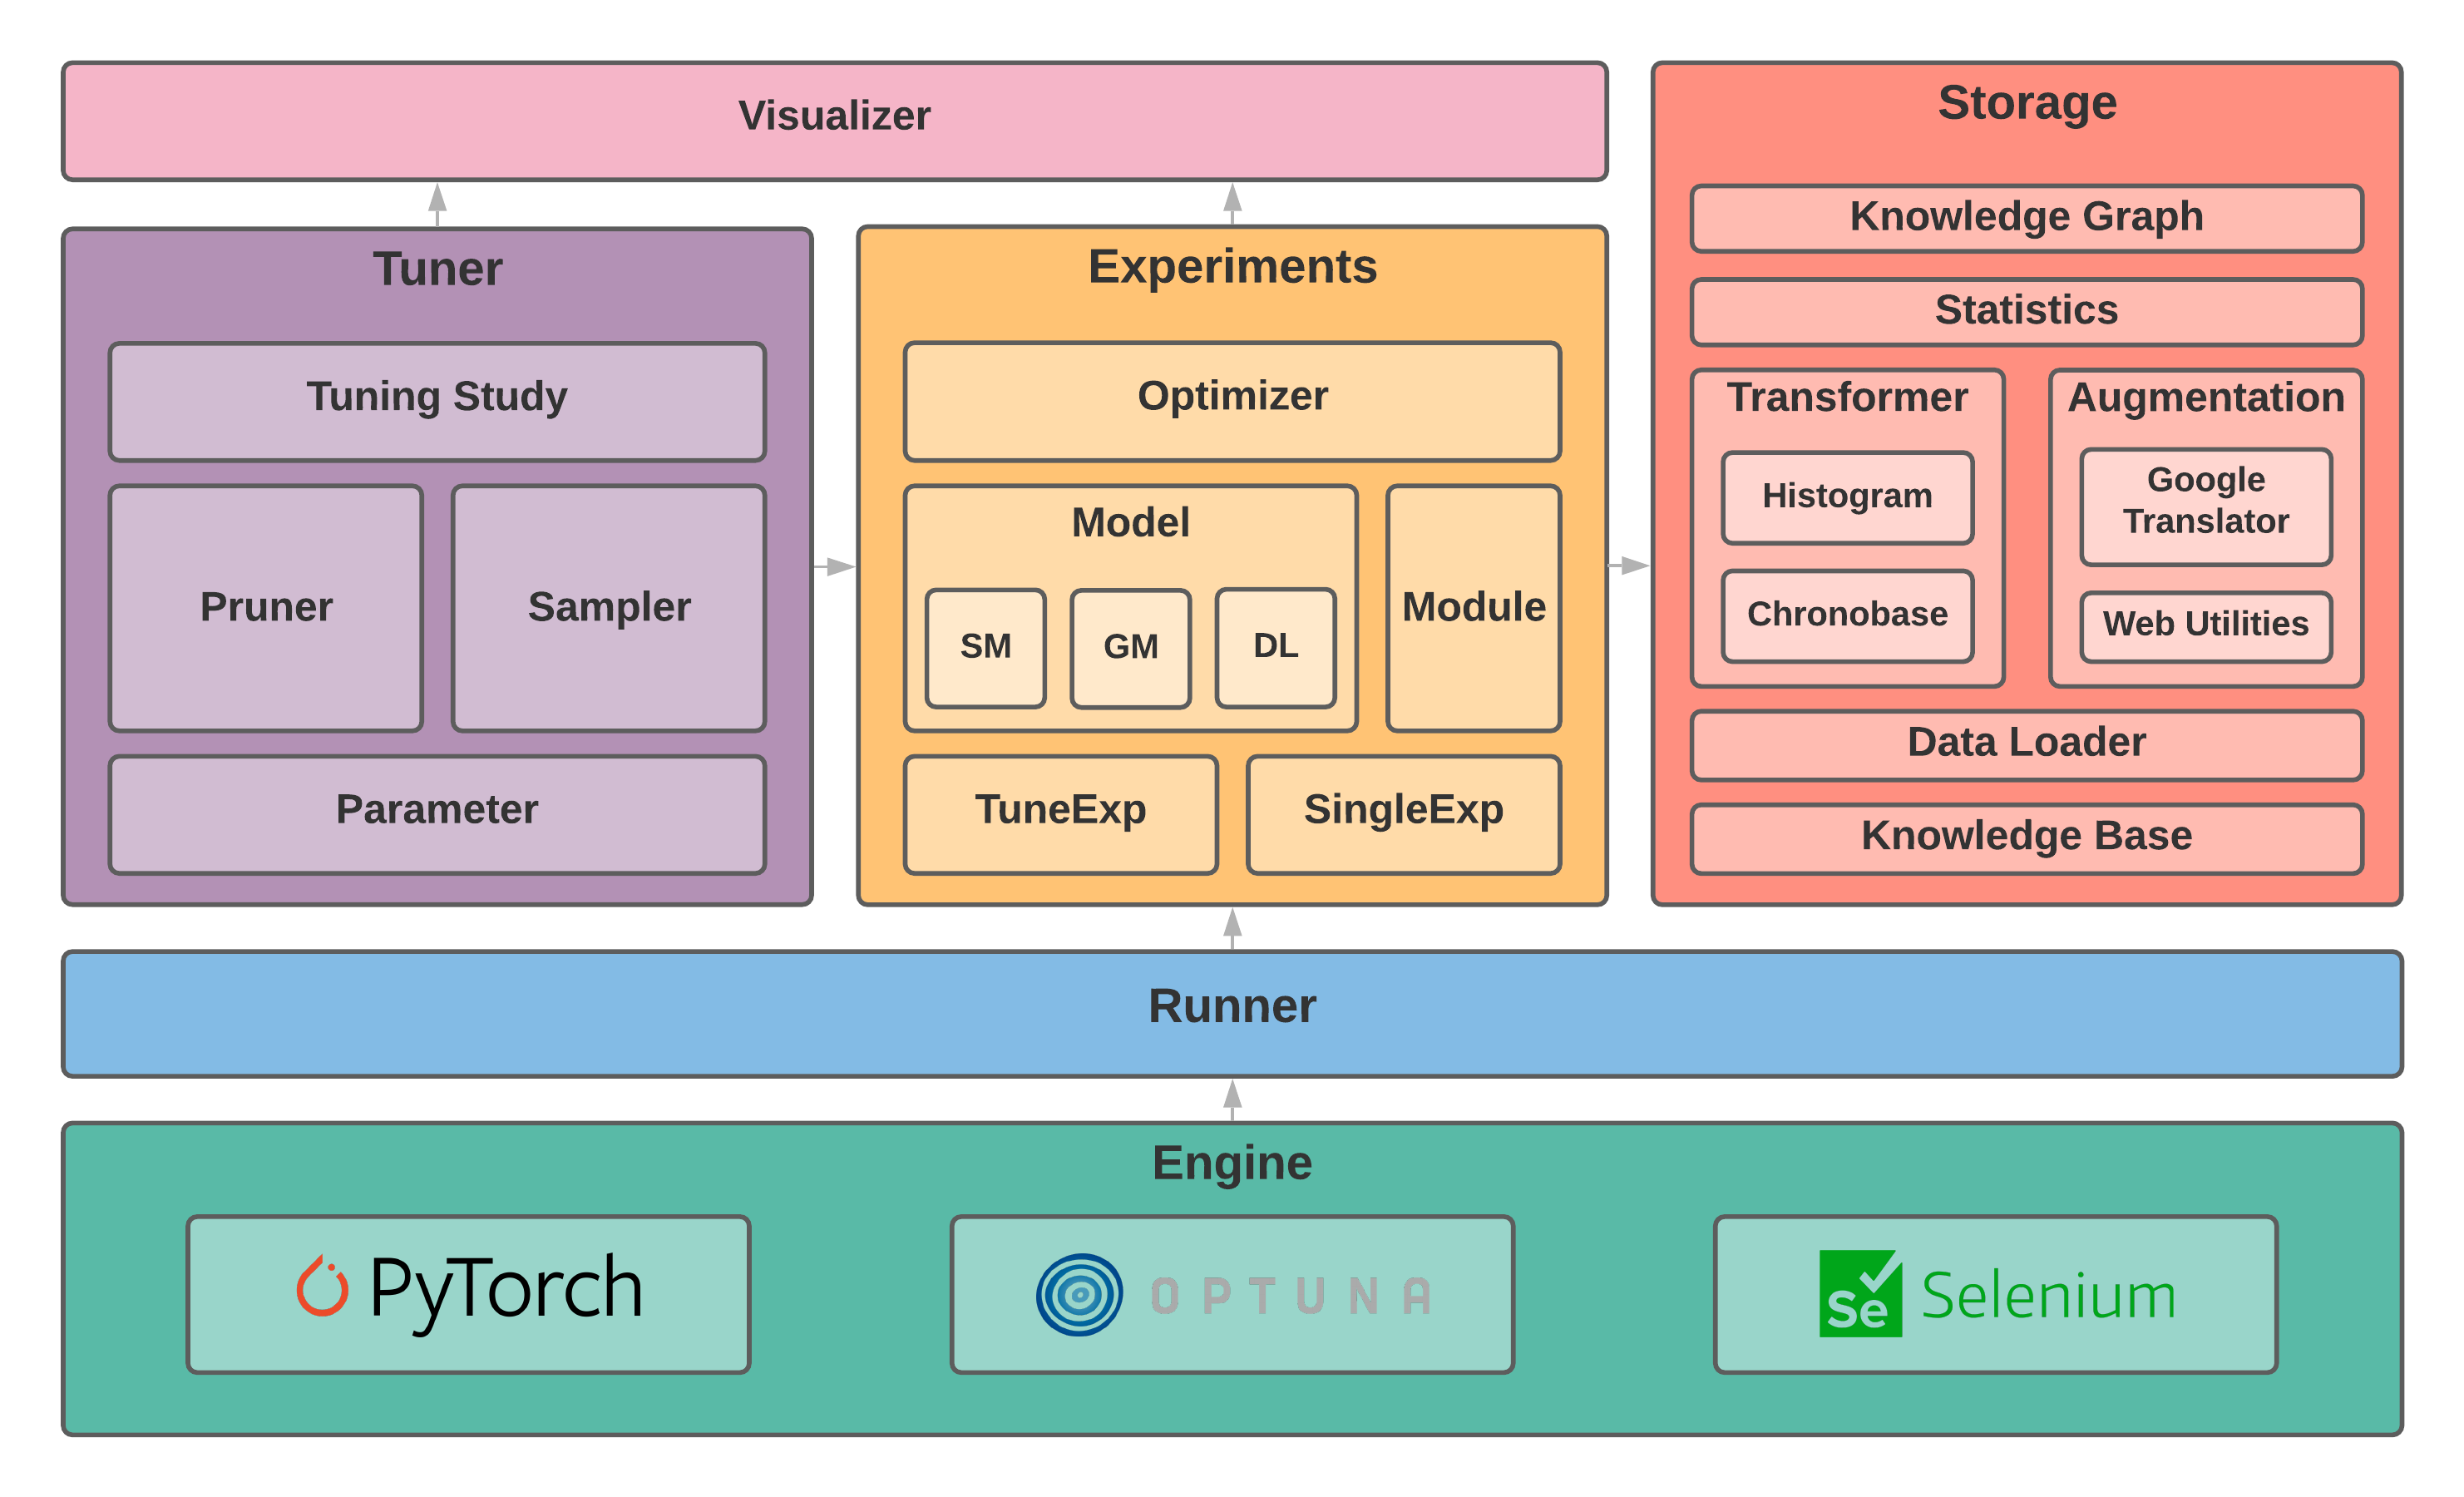 Visualizer
Tuner
Tuning Study
Pruner
Sampler
Parameter
Experiments
Optimizer
Model
SM
GM
DL
Module
TuneExp
SingleExp
Storage
Knowledge Graph
Statistics
Transformer
Histogram
Chronobase
Augmentation
Google
Translator
Web Utilities
Data Loader
Knowledge Base
Runner
Engine
PyTorch
OPTUNA
Se Selenium